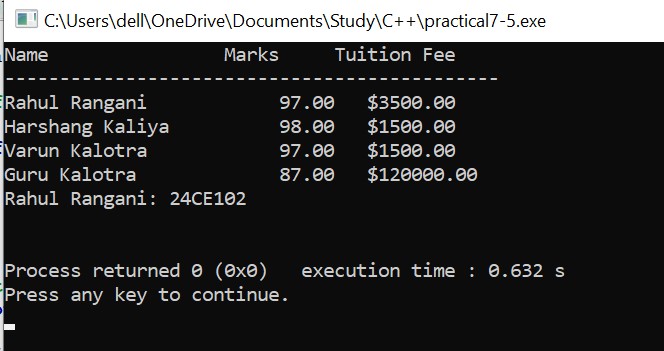 C:\Users\dell\OneDrive\Documents\Study\C++\practical7-5.exe
Name                Marks     Tuition Fee
---------------------------------------------
Rahul Rangani            97.00   $3500.00
Harshang Kaliya          98.00   $1500.00
Varun Kalotra            97.00   $1500.00
Guru Kalotra             87.00   $120000.00
Rahul Rangani: 24CE102
Process returned 0 (0x0)   execution time : 0.632 s
Press any key to continue.